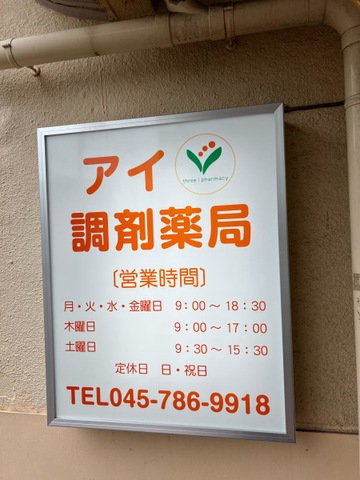 アイ
three i pharmacy
調剤薬局
〔営業時間〕
月・火・水・金曜日 9:00～18:30
木曜日 9:00～17:00
土曜日 9:30～15:30
定休日 日・祝日
TEL045-786-9918